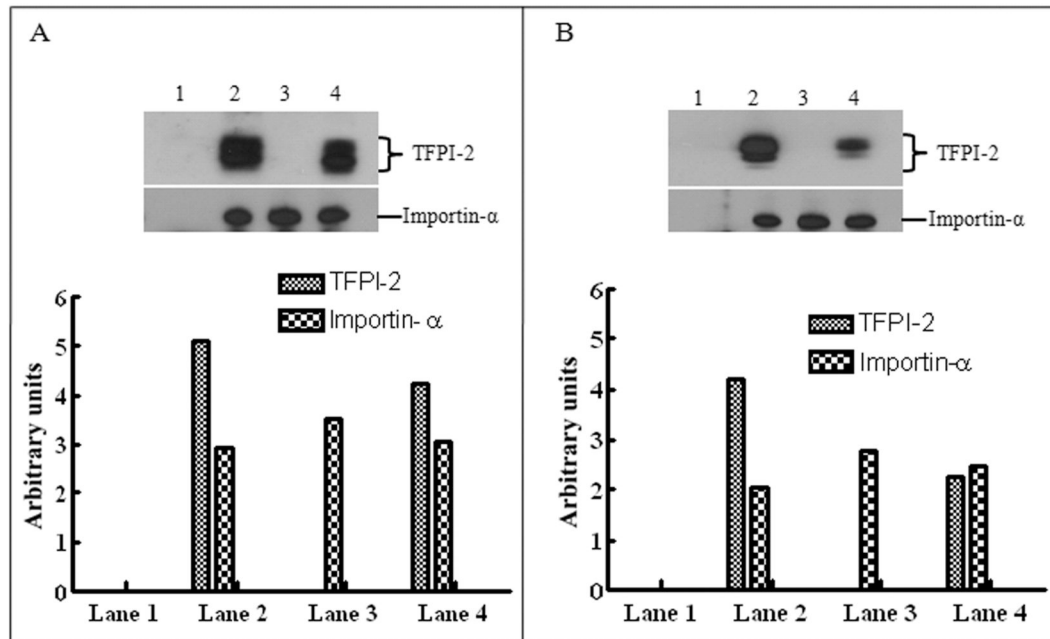 A
1 2 3 4
TFPI-2
Importin-α
TFPI-2
Importin- α
6
5
4
3
2
1
0
Arbitrary units
Lane 1 Lane 2 Lane 3 Lane 4
B
1 2 3 4
TFPI-2
Importin-α
TFPI-2
Importin-α
6
5
4
3
2
1
0
Arbitrary units
Lane 1 Lane 2 Lane 3 Lane 4